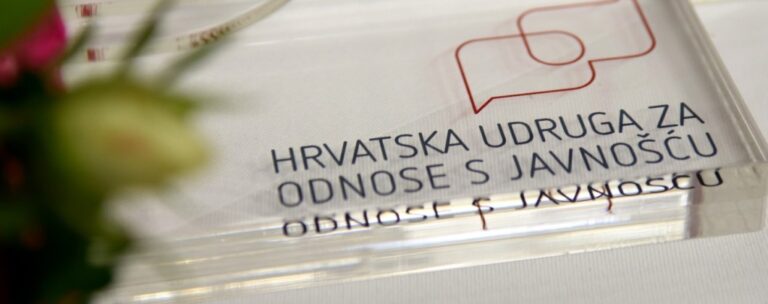 HRVATSKA UDRUGA ZA
ODNOSE S JAVNOŠĆU